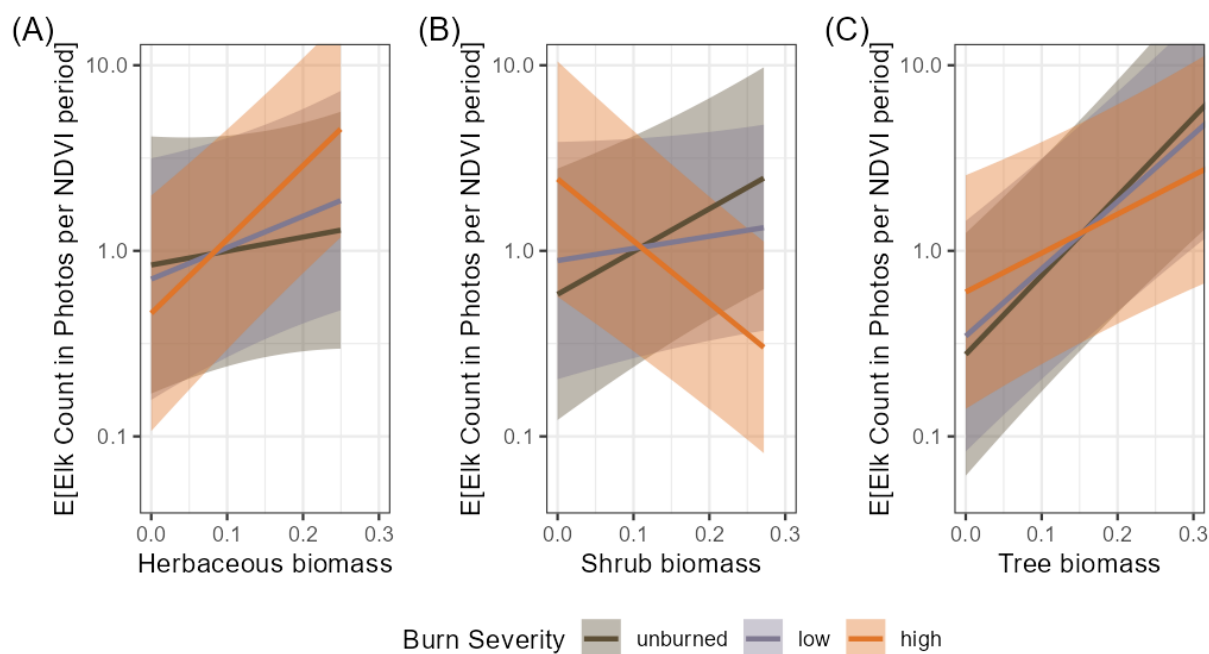 (A)
E[Elk Count in Photos per NDVI period]
10.0
1.0
0.1
0.0 0.1 0.2 0.3
Herbaceous biomass
(B)
E[Elk Count in Photos per NDVI period]
10.0
1.0
0.1
0.0 0.1 0.2 0.3
Shrub biomass
(C)
E[Elk Count in Photos per NDVI period]
10.0
1.0
0.1
0.0 0.1 0.2 0.3
Tree biomass
Burn Severity unburned low high